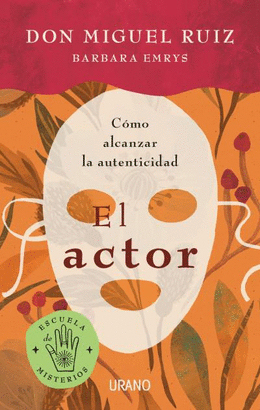 DON MIGUEL RUIZ
BARBARA EMRYS
Cómo
alcanzar
la autenticidad
El
actor
ESCUELA
de
MISTERIOS
URANO